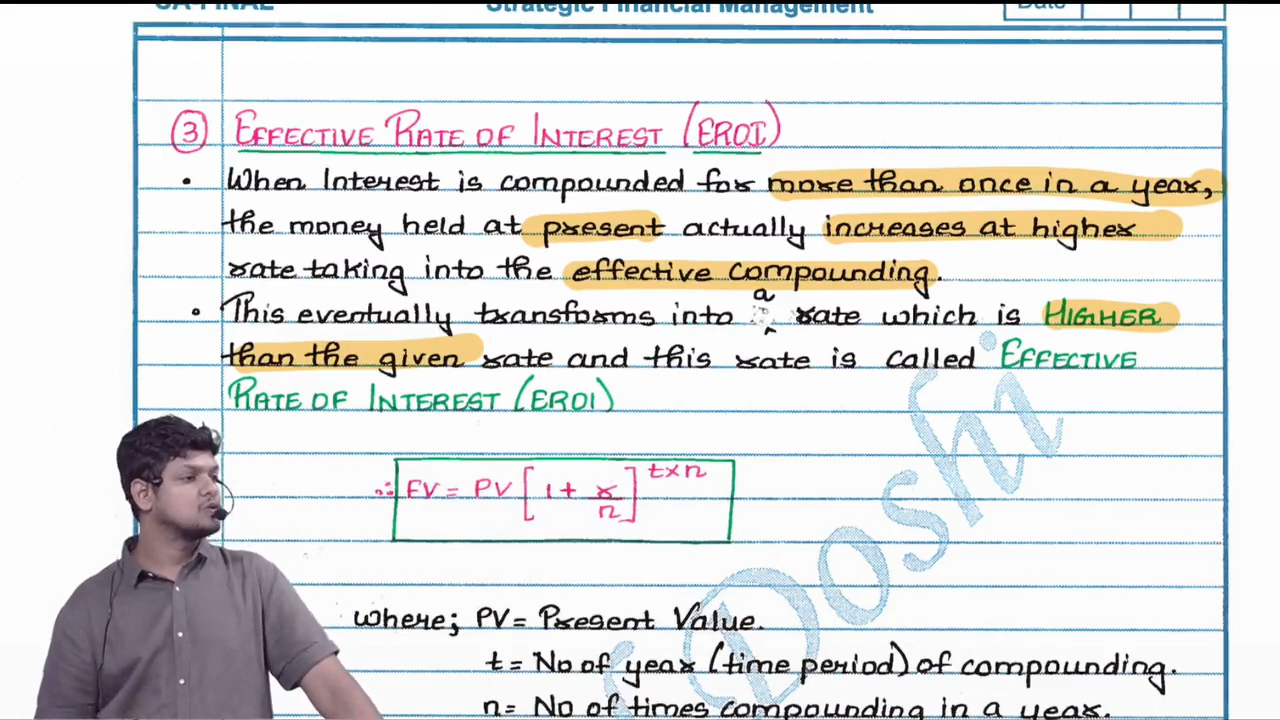 CA FINAL
Strategic Financial Management
Date
3 EFFECTIVE RATE OF INTEREST (EROI)
• When Interest is compounded for more than once in a year,
the money held at present actually increases at higher
rate taking into the effective compounding.
• This eventually transforms into a rate which is HIGHER
than the given rate and this rate is called EFFECTIVE
RATE OF INTEREST (EROI)
∴ FV = PV [1 + r/n]^t×n
where; PV = Present Value.
t = No of year (time period) of compounding.
n = No of times compounding in a year.
Doshi